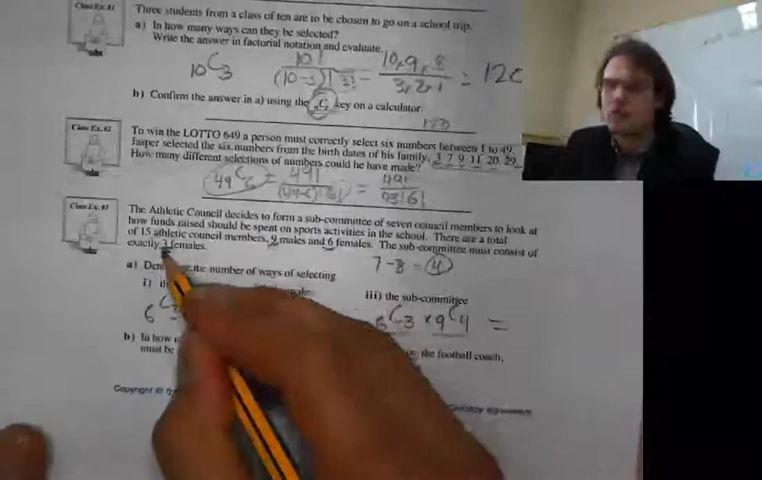 Class Ex. #1
Three students from a class of ten are to be chosen to go on a school trip.
a) In how many ways can they be selected?
Write the answer in factorial notation and evaluate.
10C3 10! 10×9×8 = 120
(10-3)! 3! 3×2×1
b) Confirm the answer in a) using the nCr key on a calculator.
120
Class Ex. #2
To win the LOTTO 649 a person must correctly select six numbers between 1 to 49.
Jasper selected the six numbers from the birth dates of his family, 1 7 9 11 20 29.
How many different selections of numbers could he have made?
49C6 = 49! = 49!
(49-6)!6! 43!6!
Class Ex. #3
The Athletic Council decides to form a sub-committee of seven council members to look at
how funds raised should be spent on sports activities in the school. There are a total
of 15 athletic council members, 9 males and 6 females. The sub-committee must consist of
exactly 3 females.
7-3 = 4
a) the number of ways of selecting
i) iii) the sub-committee
6C 6C3 × 9C4 =
b) In how
must be the football coach,
Copyright ©